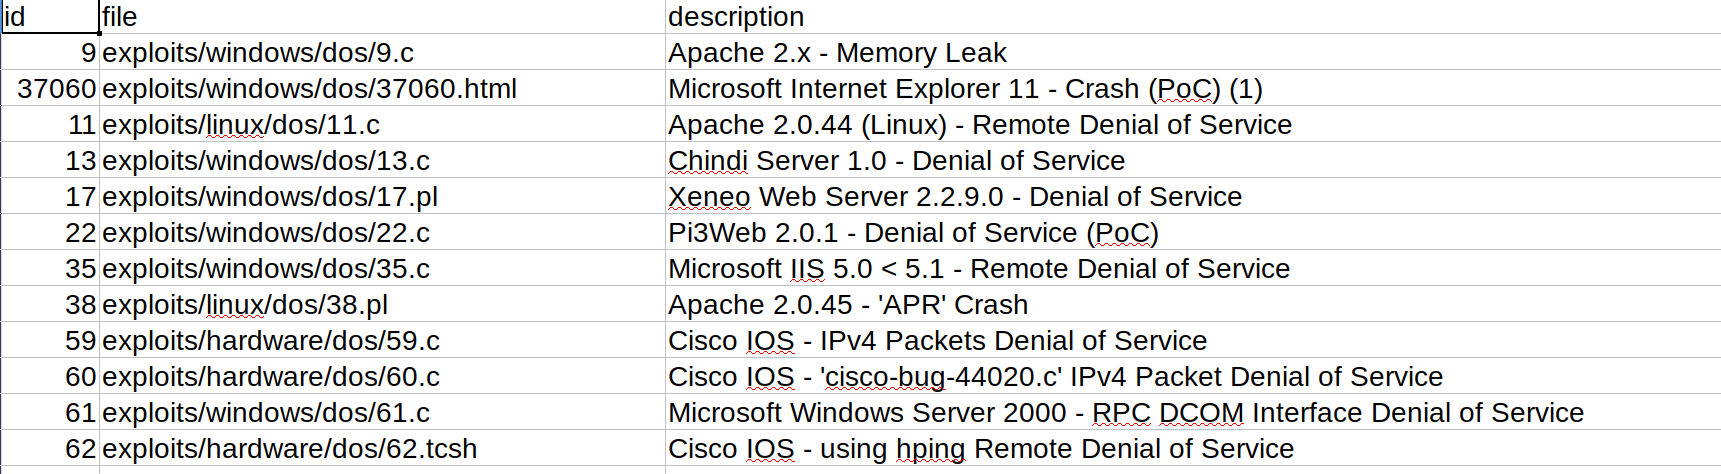 id file description
9 exploits/windows/dos/9.c Apache 2.x - Memory Leak
37060 exploits/windows/dos/37060.html Microsoft Internet Explorer 11 - Crash (PoC) (1)
11 exploits/linux/dos/11.c Apache 2.0.44 (Linux) - Remote Denial of Service
13 exploits/windows/dos/13.c Chindi Server 1.0 - Denial of Service
17 exploits/windows/dos/17.pl Xeneo Web Server 2.2.9.0 - Denial of Service
22 exploits/windows/dos/22.c Pi3Web 2.0.1 - Denial of Service (PoC)
35 exploits/windows/dos/35.c Microsoft IIS 5.0 < 5.1 - Remote Denial of Service
38 exploits/linux/dos/38.pl Apache 2.0.45 - 'APR' Crash
59 exploits/hardware/dos/59.c Cisco IOS - IPv4 Packets Denial of Service
60 exploits/hardware/dos/60.c Cisco IOS - 'cisco-bug-44020.c' IPv4 Packet Denial of Service
61 exploits/windows/dos/61.c Microsoft Windows Server 2000 - RPC DCOM Interface Denial of Service
62 exploits/hardware/dos/62.tcsh Cisco IOS - using hping Remote Denial of Service